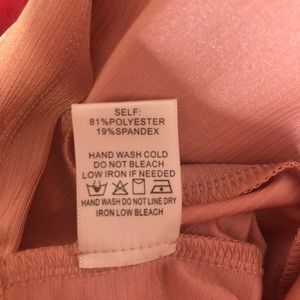 SELF:
81%POLYESTER
19%SPANDEX
HAND WASH COLD
DO NOT BLEACH
LOW IRON IF NEEDED
HAND WASH DO NOT LINE DRY
IRON LOW BLEACH